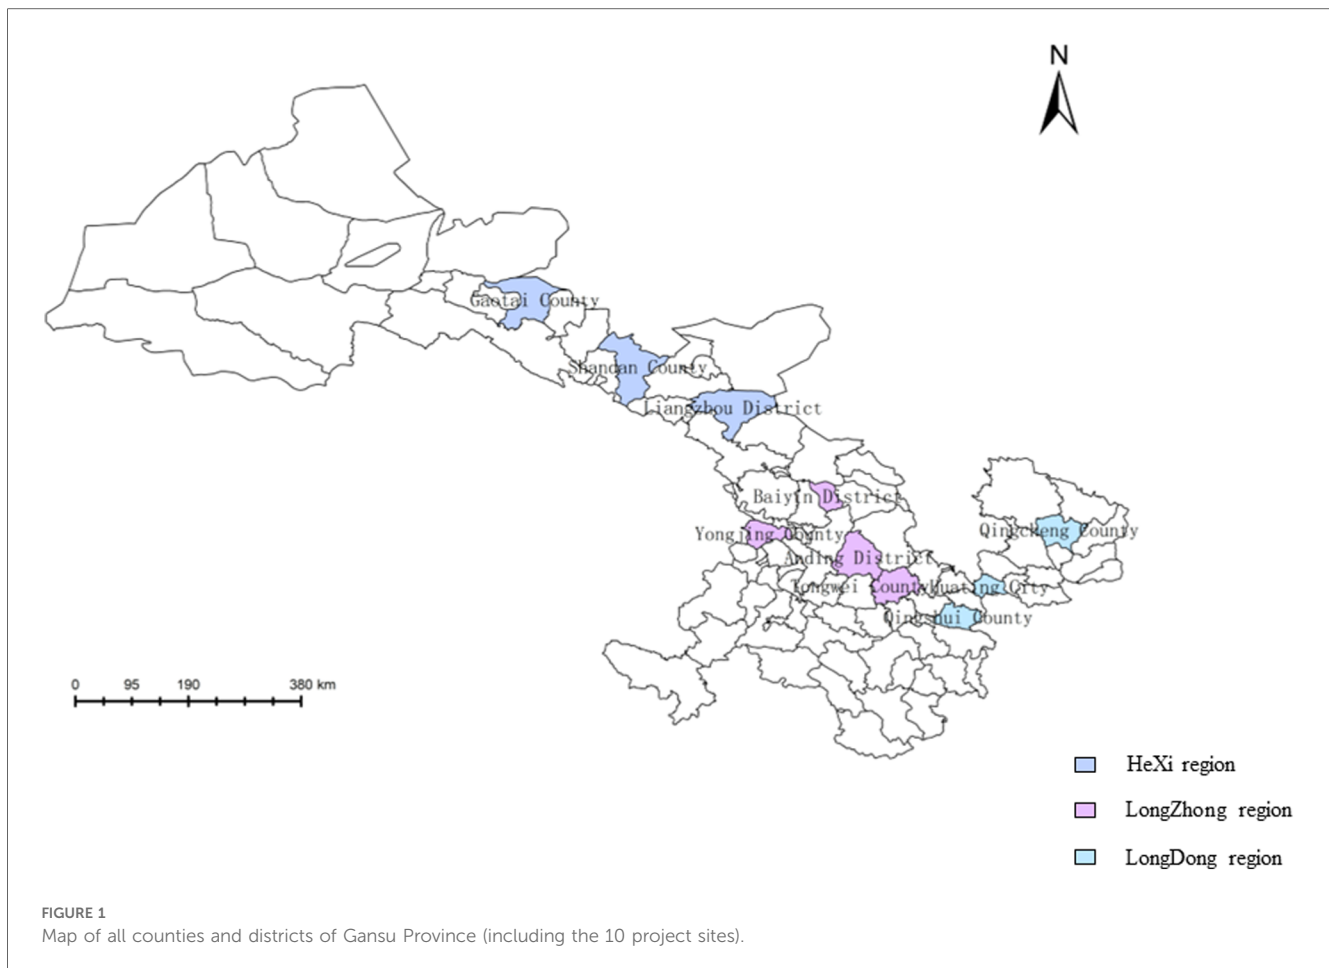 N
Gaotai County
Shandan County
Liangzhou District
Baiyin District
Yongjing County
Qingcheng County
Anding District
Tongwei County
Huating City
Qingshui County
0 95 190 380 km
HeXi region
LongZhong region
LongDong region
FIGURE 1
Map of all counties and districts of Gansu Province (including the 10 project sites).